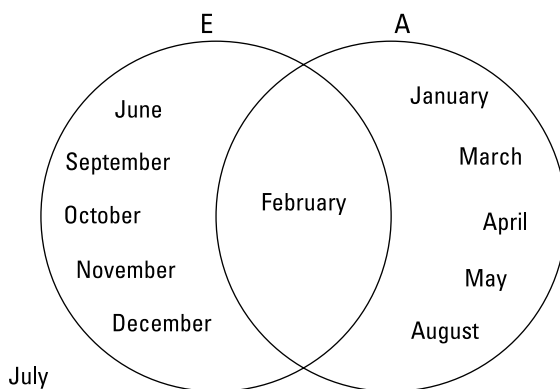 E
A
June
September
October
November
December
February
January
March
April
May
August
July